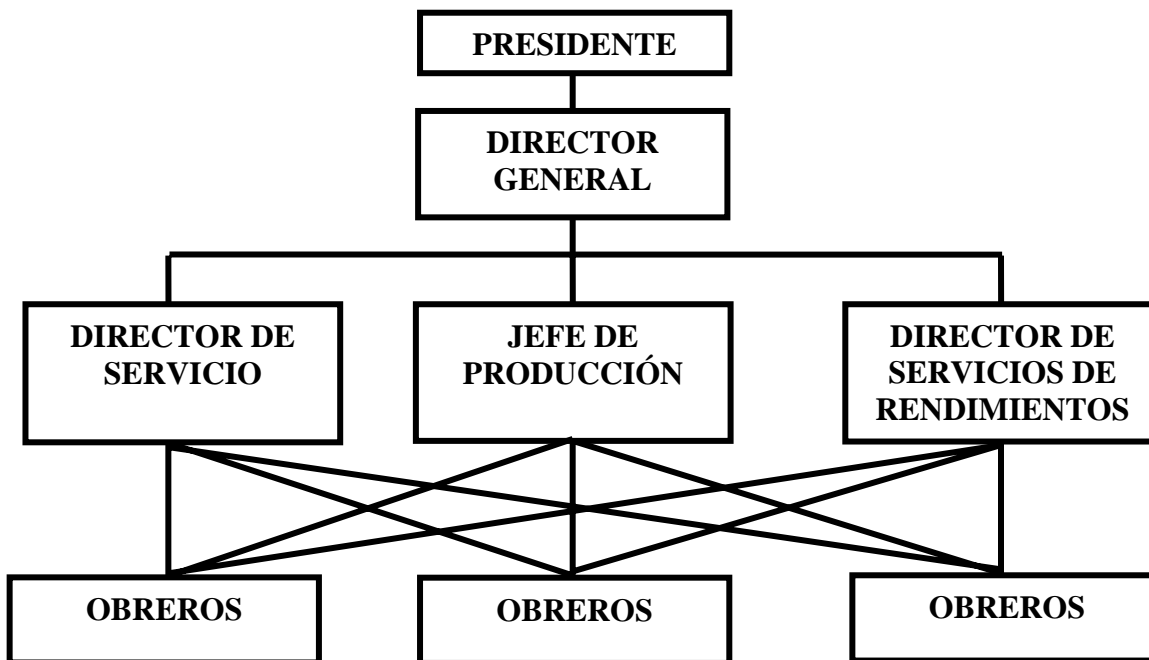 PRESIDENTE
DIRECTOR
GENERAL
DIRECTOR DE
SERVICIO
JEFE DE
PRODUCCIÓN
DIRECTOR DE
SERVICIOS DE
RENDIMIENTOS
OBREROS
OBREROS
OBREROS